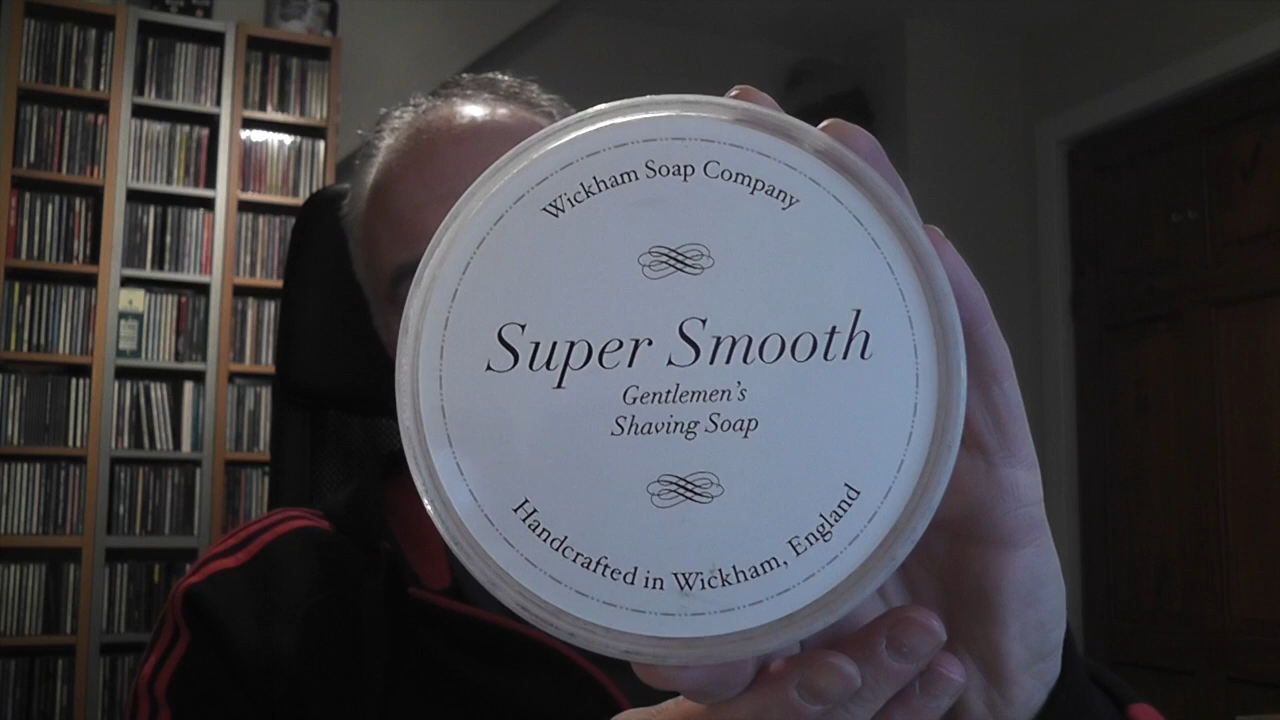 Wickham Soap Company
Super Smooth
Gentlemen's
Shaving Soap
Handcrafted in Wickham, England